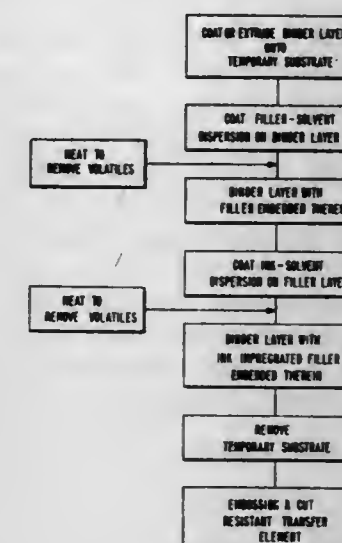 COAT OR EXTRUDE BINDER LAYER
ONTO
TEMPORARY SUBSTRATE
COAT FILLER-SOLVENT
DISPERSION ON BINDER LAYER
HEAT TO
REMOVE VOLATILES
BINDER LAYER WITH
FILLER EMBEDDED THEREI
COAT INK-SOLVENT
DISPERSION ON FILLER LAYE
HEAT TO
REMOVE VOLATILES
BINDER LAYER WITH
INK IMPREGNATED FILLER
EMBEDDED THEREIN
REMOVE
TEMPORARY SUBSTRATE
EMBOSSING & CUT
RESISTANT TRANSFER
ELEMENT